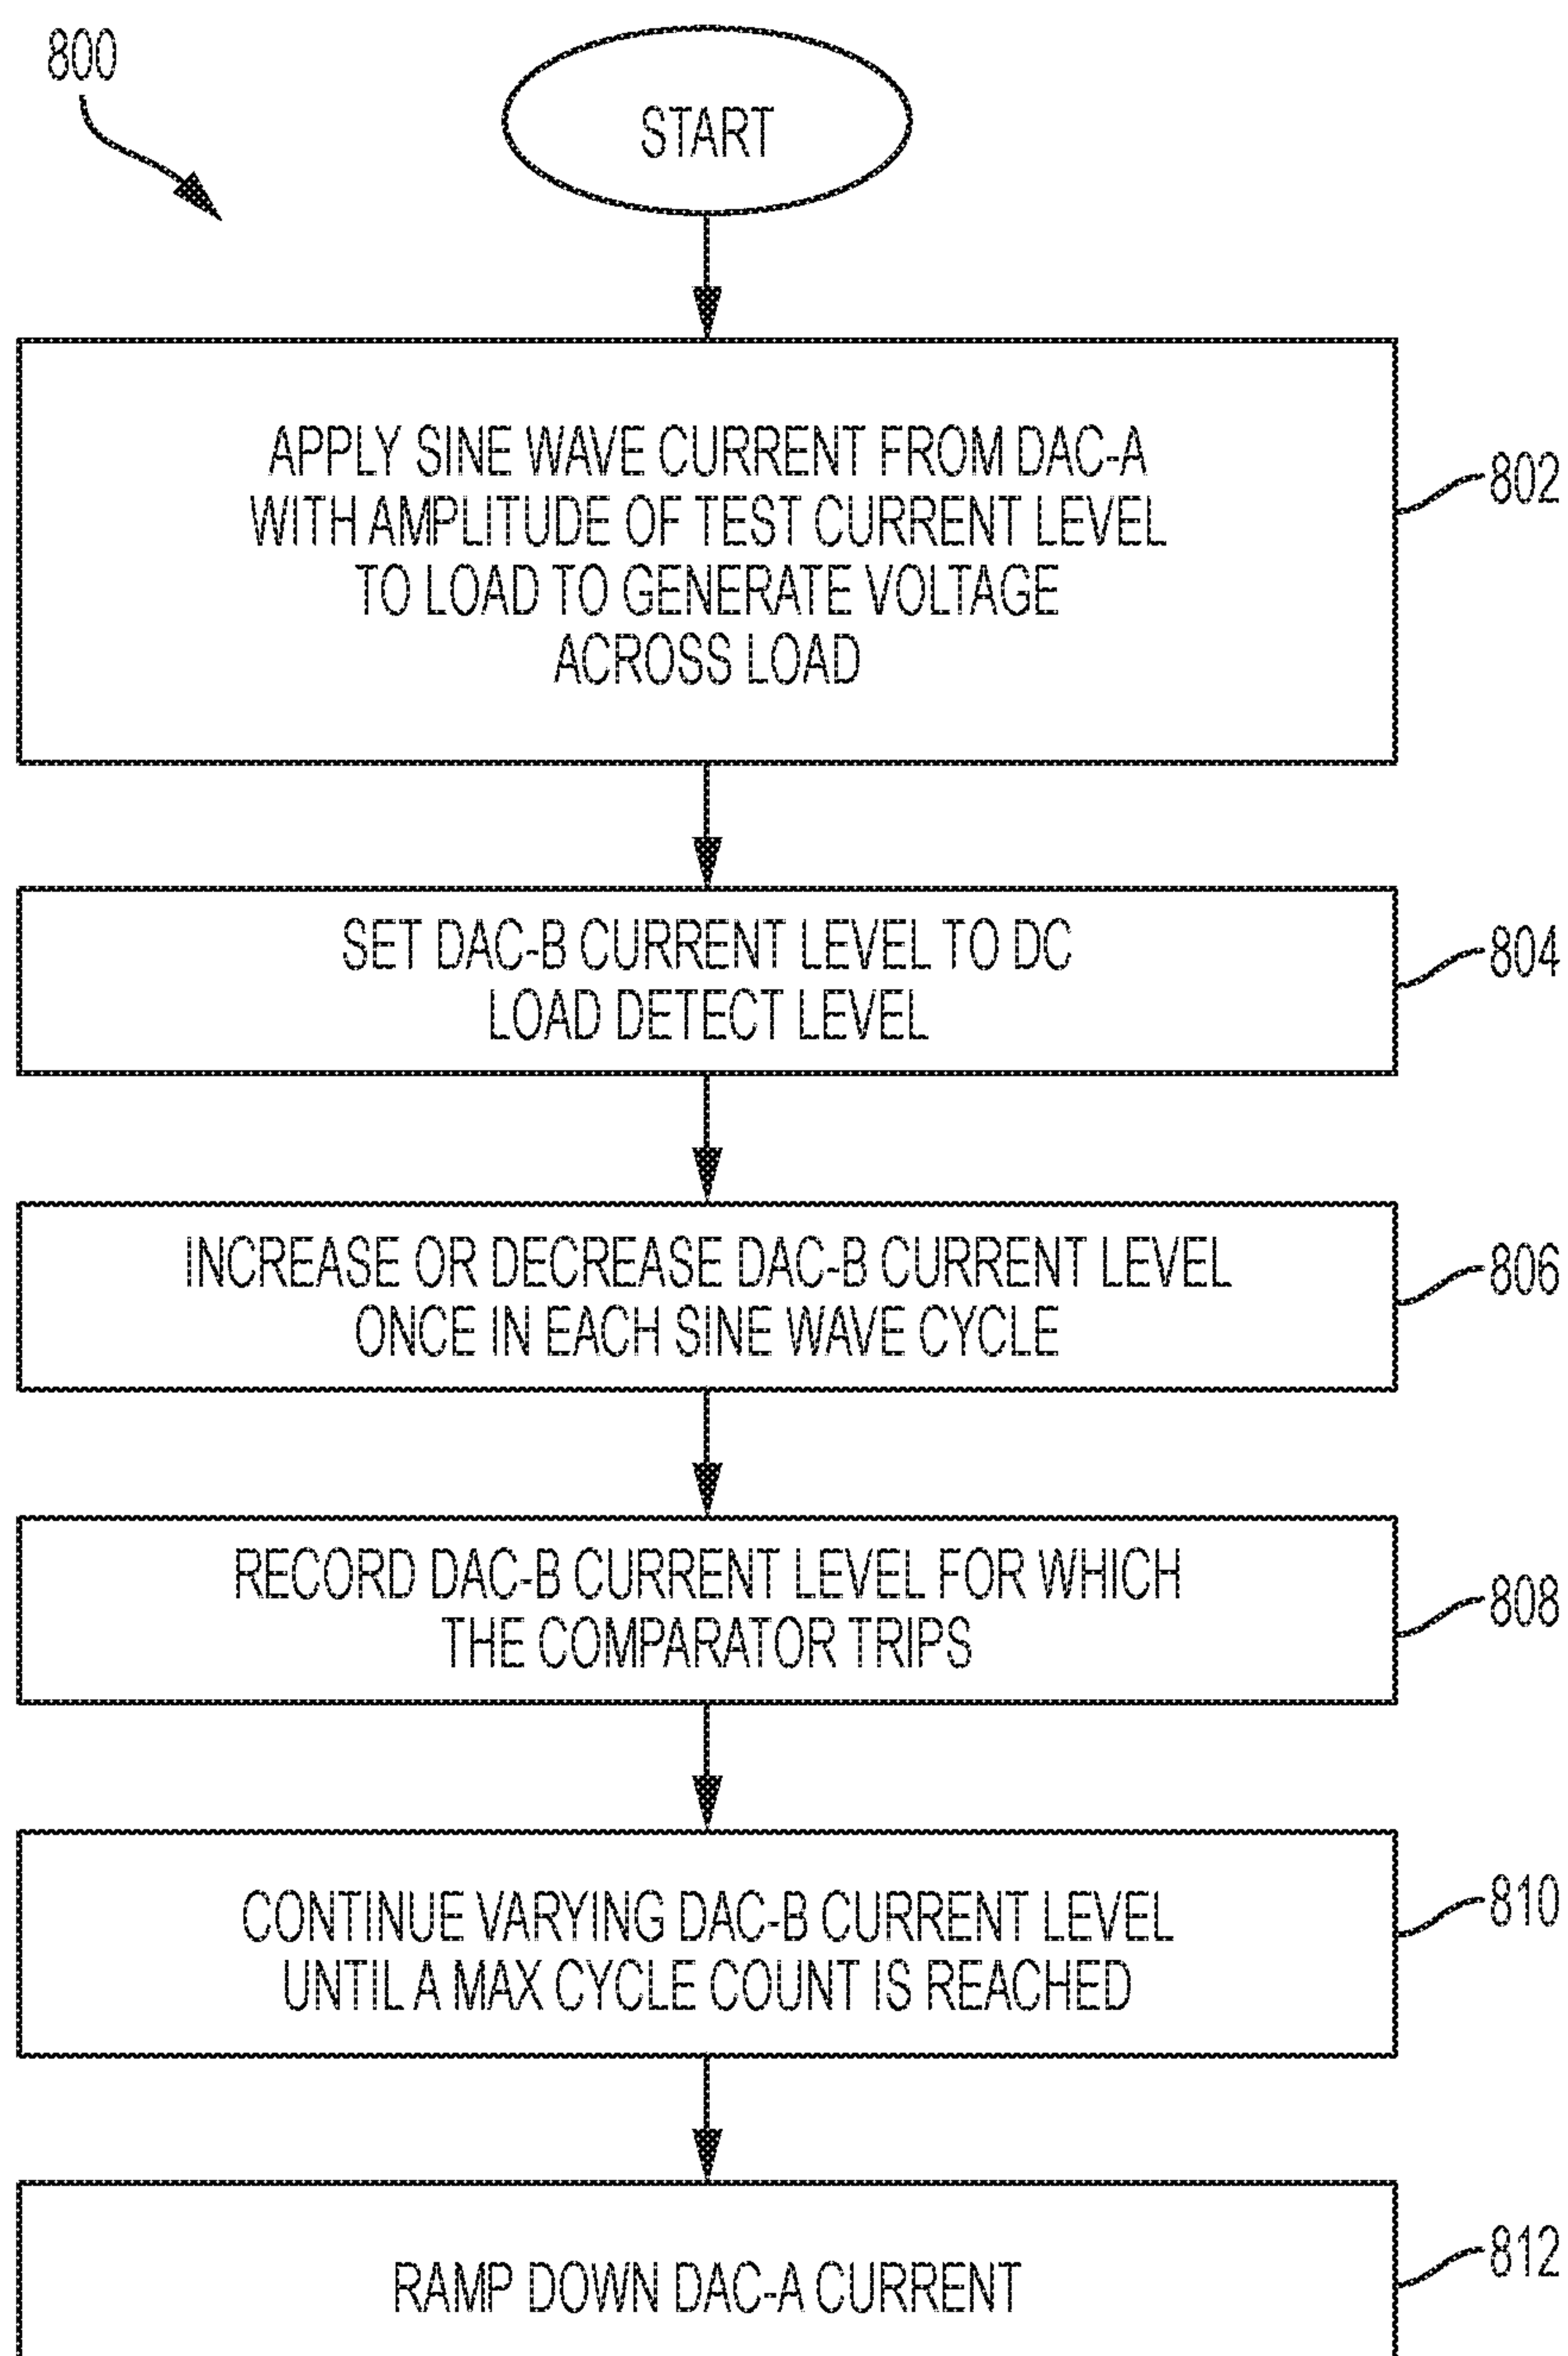 800
START
APPLY SINE WAVE CURRENT FROM DAC-A
WITH AMPLITUDE OF TEST CURRENT LEVEL
TO LOAD TO GENERATE VOLTAGE
ACROSS LOAD
802
SET DAC-B CURRENT LEVEL TO DC
LOAD DETECT LEVEL
804
INCREASE OR DECREASE DAC-B CURRENT LEVEL
ONCE IN EACH SINE WAVE CYCLE
806
RECORD DAC-B CURRENT LEVEL FOR WHICH
THE COMPARATOR TRIPS
808
CONTINUE VARYING DAC-B CURRENT LEVEL
UNTIL A MAX CYCLE COUNT IS REACHED
810
RAMP DOWN DAC-A CURRENT
812